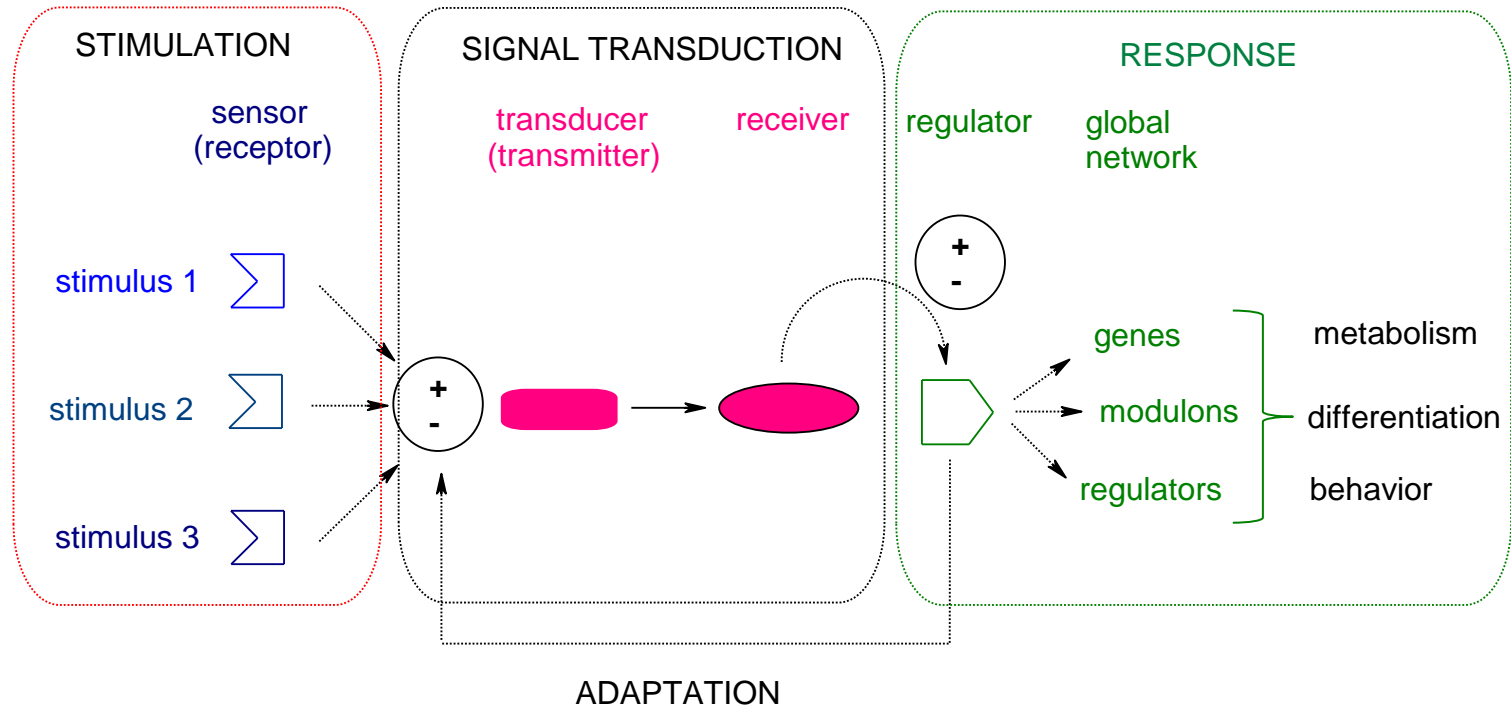 STIMULATION
SIGNAL TRANSDUCTION
RESPONSE
sensor
(receptor)
transducer
(transmitter)
receiver
regulator
global
network
+
-
stimulus 1
genes
metabolism
+
-
stimulus 2
modulons
differentiation
regulators
behavior
stimulus 3
ADAPTATION